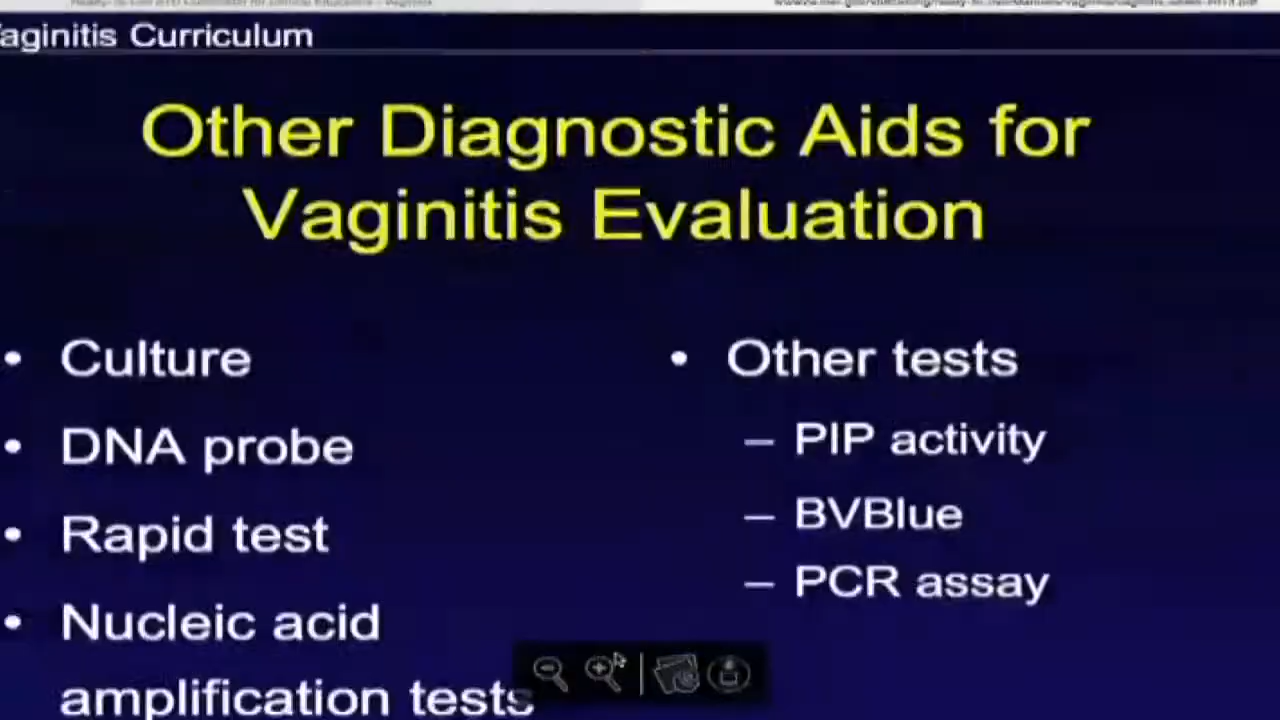 aginitis Curriculum
Other Diagnostic Aids for
Vaginitis Evaluation
• Culture
• DNA probe
• Rapid test
• Nucleic acid
amplification tests
• Other tests
– PIP activity
– BVBlue
– PCR assay